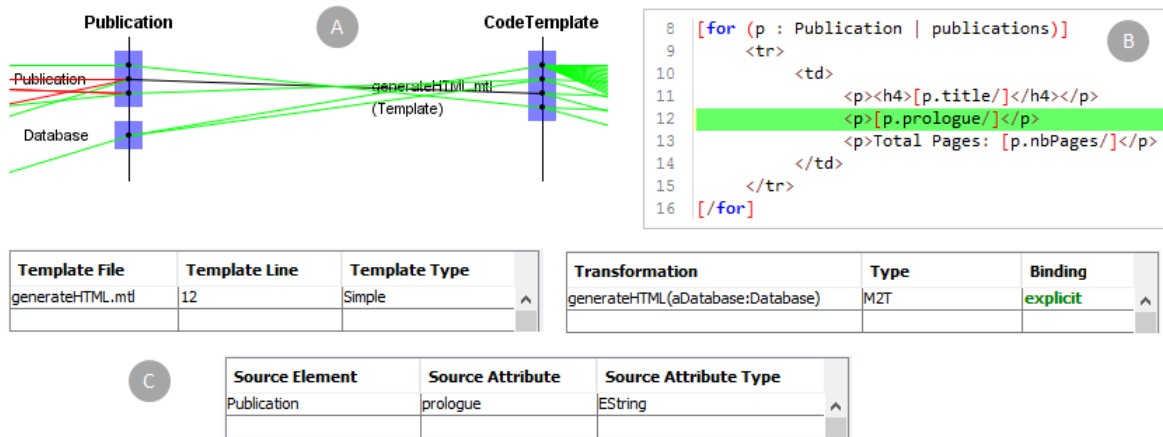 Publication
CodeTemplate
A
Publication
generateHTML.mtl
(Template)
Database
B
8 [for (p : Publication | publications)]
9 <tr>
10 <td>
11 <p><h4>[p.title/]</h4></p>
12 <p>[p.prologue/]</p>
13 <p>Total Pages: [p.nbPages/]</p>
14 </td>
15 </tr>
16 [/for]
Template File Template Line Template Type
generateHTML.mtl 12 Simple
Transformation Type Binding
generateHTML(aDatabase:Database) M2T explicit
C
Source Element Source Attribute Source Attribute Type
Publication prologue EString